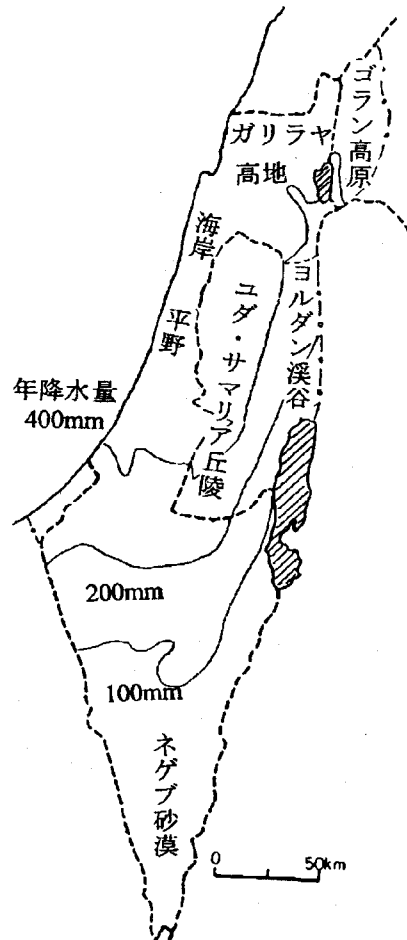 ゴラン高原
ガリラヤ
高地
海岸
平野
ユダ・サマリア丘陵
ヨルダン渓谷
年降水量
400mm
200mm
100mm
ネゲブ砂漠
0 50km